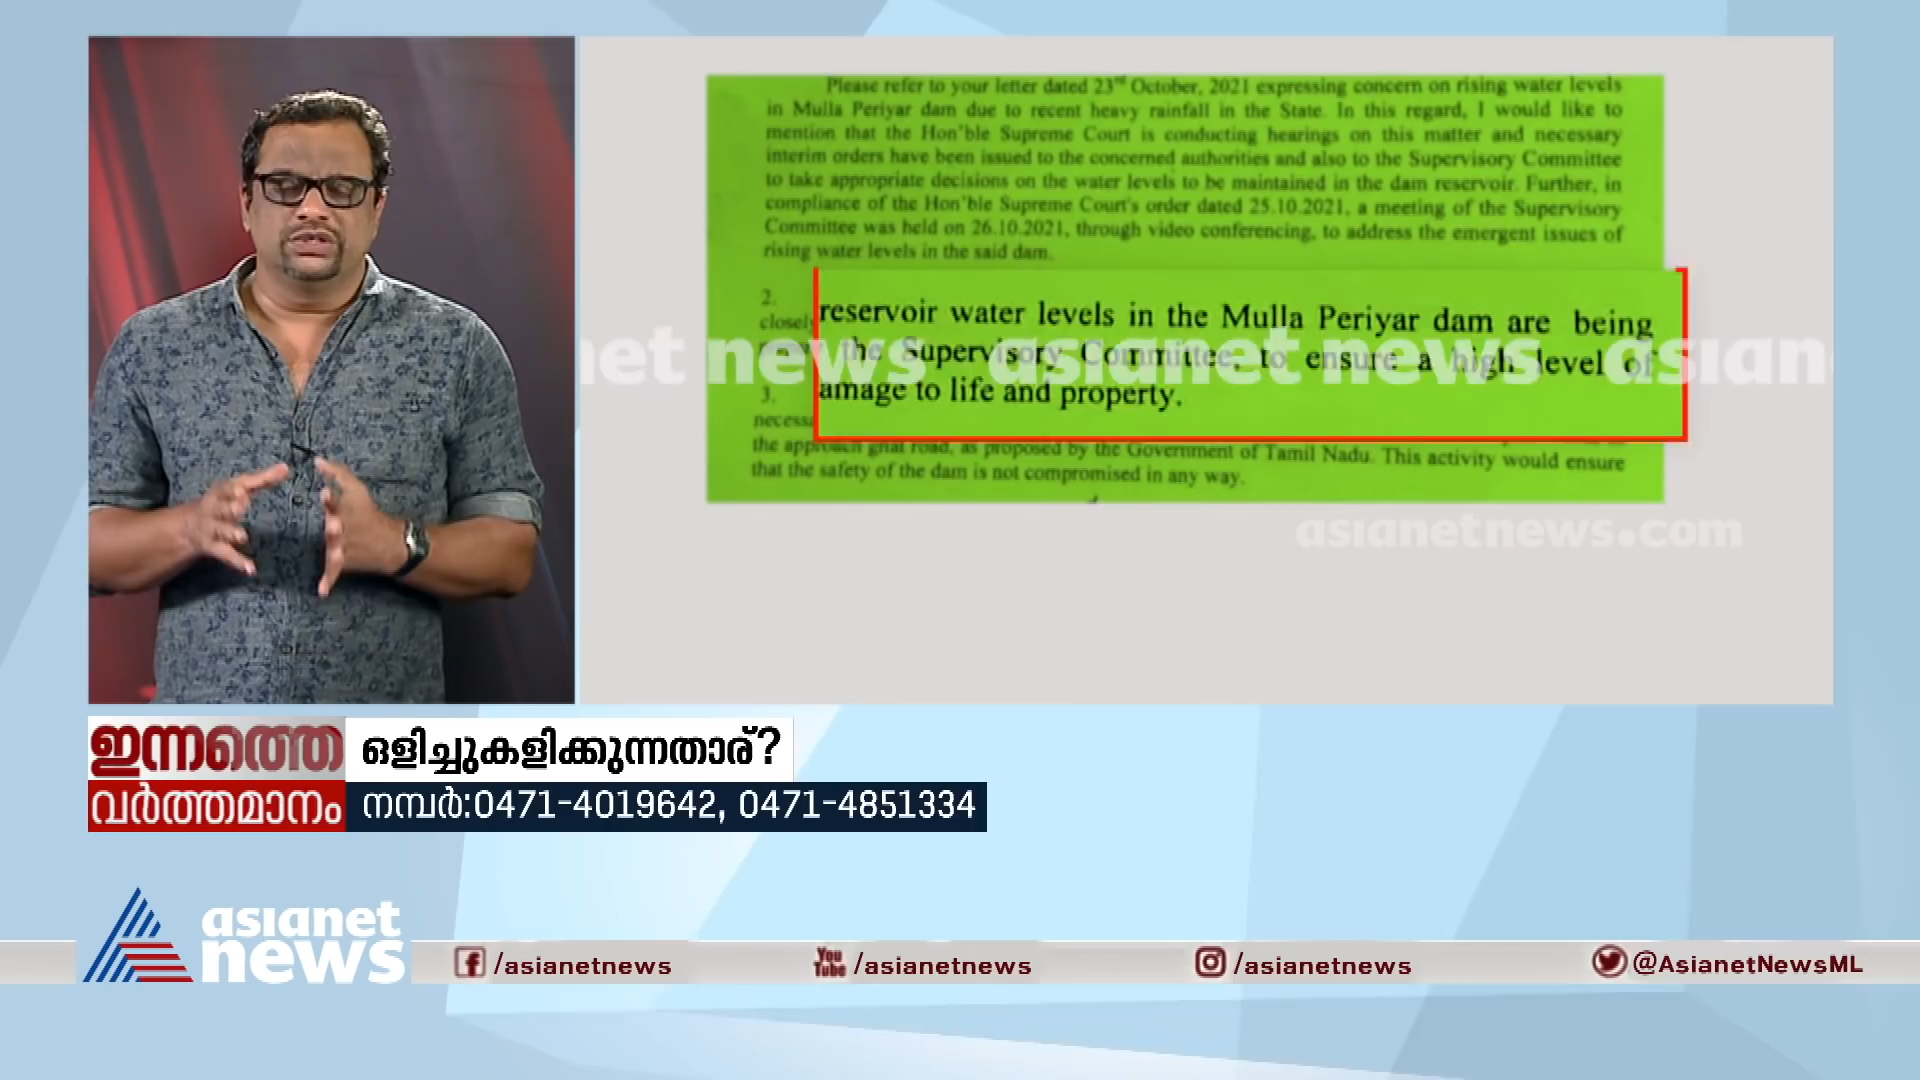 Please refer to your letter dated 23rd October, 2021 expressing concern on rising water levels
in Mulla Periyar dam due to recent heavy rainfall in the State. In this regard, I would like to
mention that the Hon'ble Supreme Court is conducting hearings on this matter and necessary
interim orders have been issued to the concerned authorities and also to the Supervisory Committee
to take appropriate decisions on the water levels to be maintained in the dam reservoir. Further, in
compliance of the Hon'ble Supreme Court's order dated 25.10.2021, a meeting of the Supervisory
Committee was held on 26.10.2021, through video conferencing, to address the emergent issues of
rising water levels in the said dam.
2.
closely
reservoir water levels in the Mulla Periyar dam are being
the Supervisory Committee, to ensure a high level of
amage to life and property.
3.
necess
the approach ghat road, as proposed by the Government of Tamil Nadu. This activity would ensure
that the safety of the dam is not compromised in any way.
net news asianet news asian
asianetnews.com
ഇന്നത്തെ
വർത്തമാനം
ഒളിച്ചുകളിക്കുന്നതാര്?
നമ്പർ:0471-4019642, 0471-4851334
asianet
news
/asianetnews
You
Tube /asianetnews
/asianetnews
@AsianetNewsML